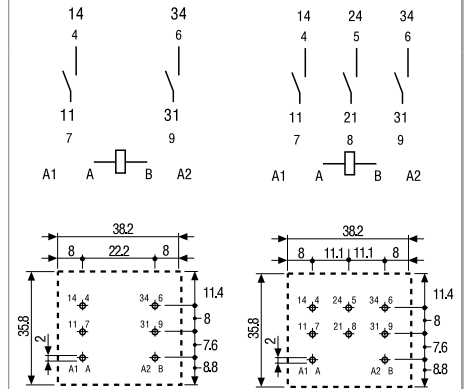 14 34
4 6
11 31
7 9
A1 A B A2
14 24 34
4 5 6
11 21 31
7 8 9
A1 A B A2
38.2
8 22.2 8
35.8
2
14 4 34 6
11 7 31 9
A1 A A2 B
11.4
8
7.6
8.8
38.2
8 11.1 11.1 8
35.8
2
14 4 24 5 34 6
11 7 21 8 31 9
A1 A A2 B
11.4
8
7.6
8.8